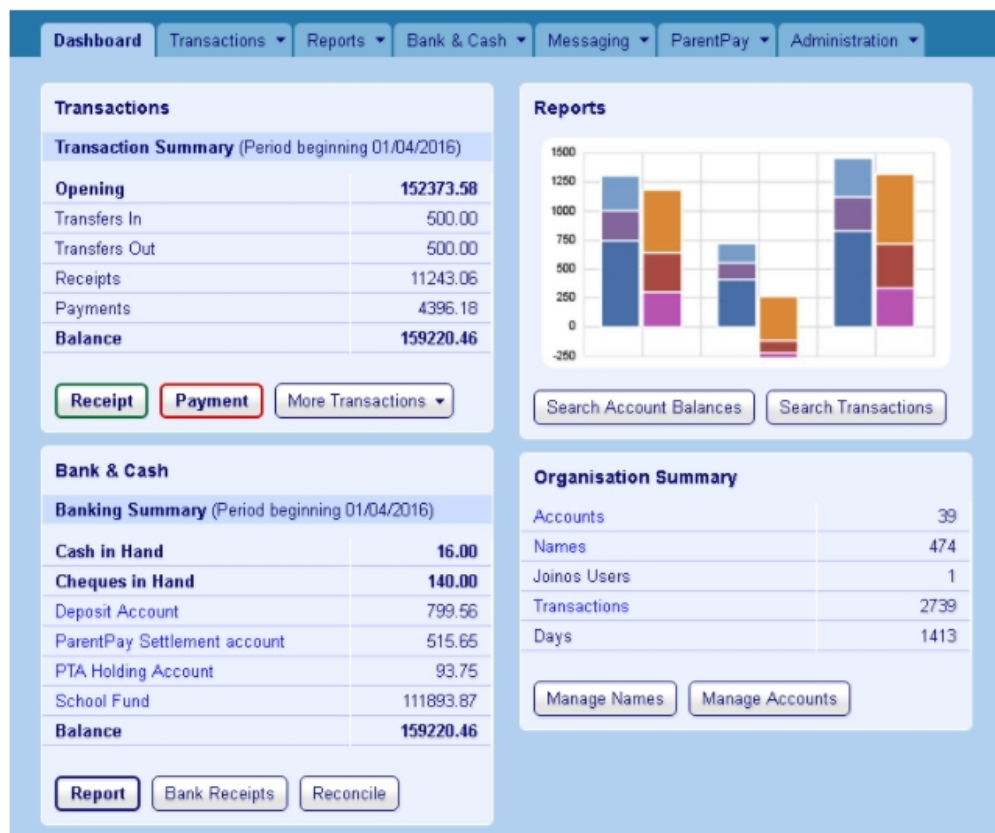 Dashboard Transactions Reports Bank & Cash Messaging ParentPay Administration
Transactions
Transaction Summary (Period beginning 01/04/2016)
Opening 152373.58
Transfers In 500.00
Transfers Out 500.00
Receipts 11243.06
Payments 4396.18
Balance 159220.46
Receipt Payment More Transactions
Reports
1500
1250
1000
750
500
250
0
-250
Search Account Balances Search Transactions
Bank & Cash
Banking Summary (Period beginning 01/04/2016)
Cash in Hand 16.00
Cheques in Hand 140.00
Deposit Account 799.56
ParentPay Settlement account 515.65
PTA Holding Account 93.75
School Fund 111893.87
Balance 159220.46
Report Bank Receipts Reconcile
Organisation Summary
Accounts 39
Names 474
Joinos Users 1
Transactions 2739
Days 1413
Manage Names Manage Accounts